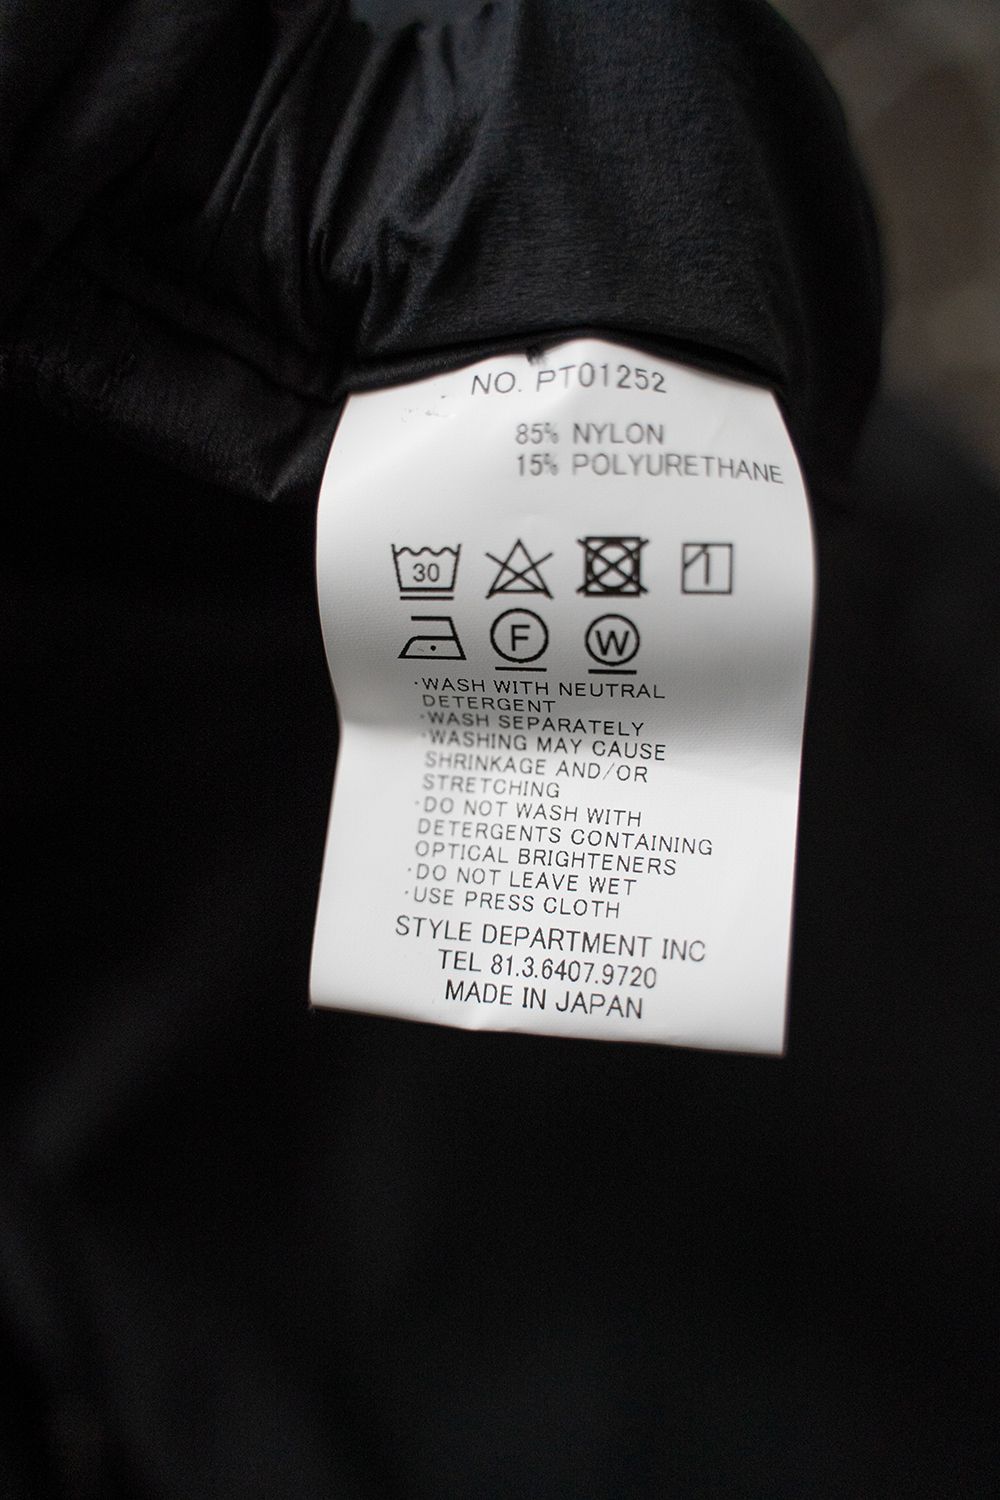 NO. PT01252
85% NYLON
15% POLYURETHANE
30
F W
·WASH WITH NEUTRAL
DETERGENT
·WASH SEPARATELY
·WASHING MAY CAUSE
SHRINKAGE AND/OR
STRETCHING
·DO NOT WASH WITH
DETERGENTS CONTAINING
OPTICAL BRIGHTENERS
·DO NOT LEAVE WET
·USE PRESS CLOTH
STYLE DEPARTMENT INC
TEL 81.3.6407.9720
MADE IN JAPAN